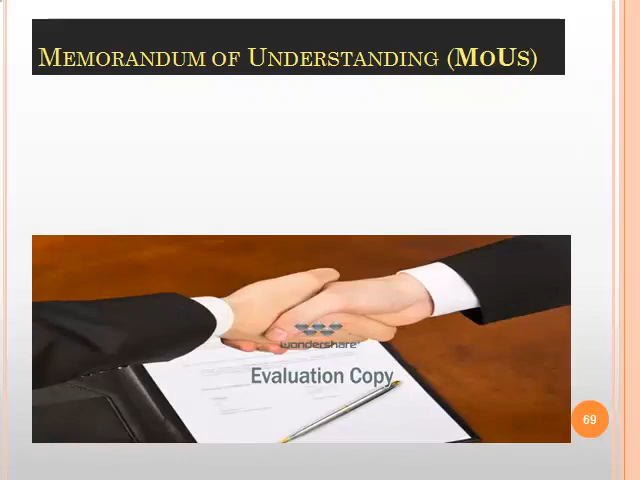 MEMORANDUM OF UNDERSTANDING (MOUS)
wondershare
Evaluation Copy
69